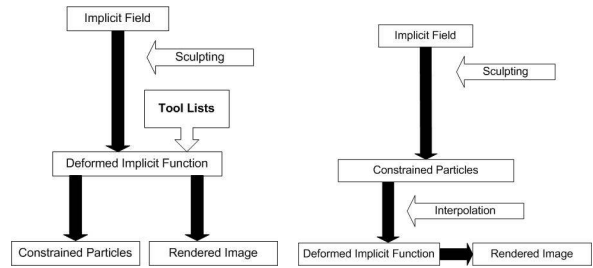 Implicit Field
Sculpting
Tool Lists
Deformed Implicit Function
Constrained Particles
Rendered Image
Implicit Field
Sculpting
Constrained Particles
Interpolation
Deformed Implicit Function
Rendered Image